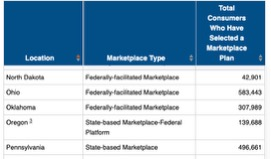 Total
Consumers
Who Have
Selected a
Marketplace
Location Marketplace Type Plan
North Dakota Federally-facilitated Marketplace 42,901
Ohio Federally-facilitated Marketplace 583,443
Oklahoma Federally-facilitated Marketplace 307,989
Oregon 2 State-based Marketplace-Federal 139,688
Platform
Pennsylvania State-based Marketplace 496,661